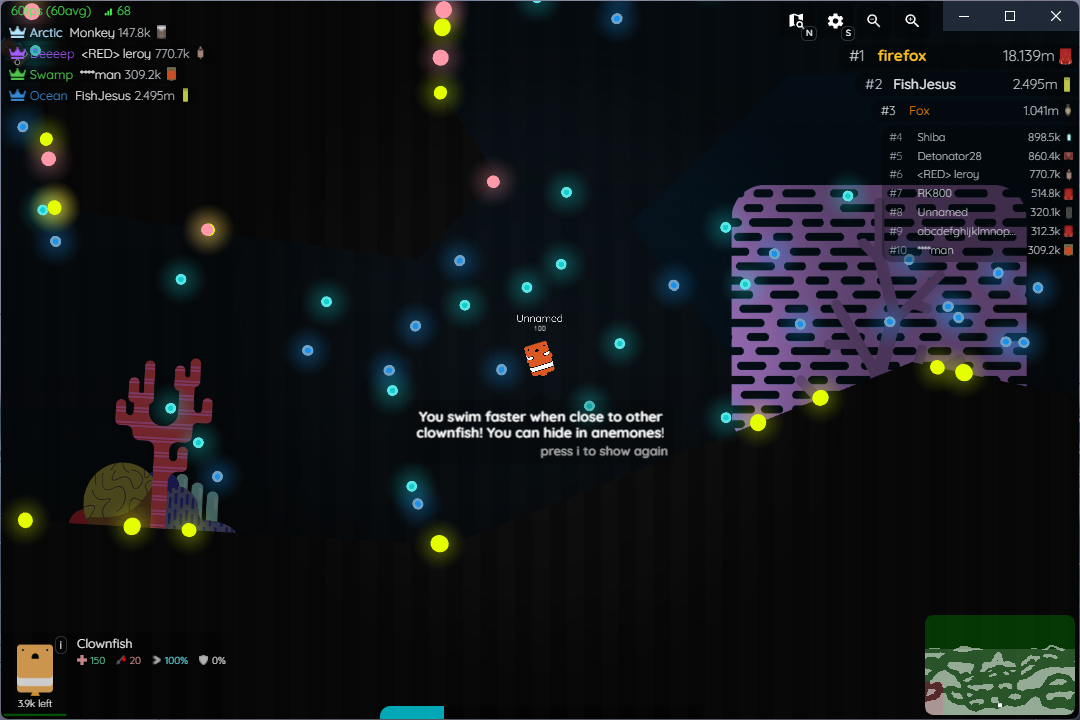 60fps (60avg) 68
Arctic Monkey 147.8k
Deeeep <RED> leroy 770.7k
Swamp ****man 309.2k
Ocean FishJesus 2.495m
N
S
#1 firefox 18.139m
#2 FishJesus 2.495m
#3 Fox 1.041m
#4 Shiba 898.5k
#5 Detonator28 860.4k
#6 <RED> leroy 770.7k
#7 RK800 514.8k
#8 Unnamed 320.1k
#9 abcdefghijklmnop... 312.3k
#10 ****man 309.2k
Unnamed
100
You swim faster when close to other
clownfish! You can hide in anemones!
press i to show again
i
Clownfish
150 20 100% 0%
3.9k left